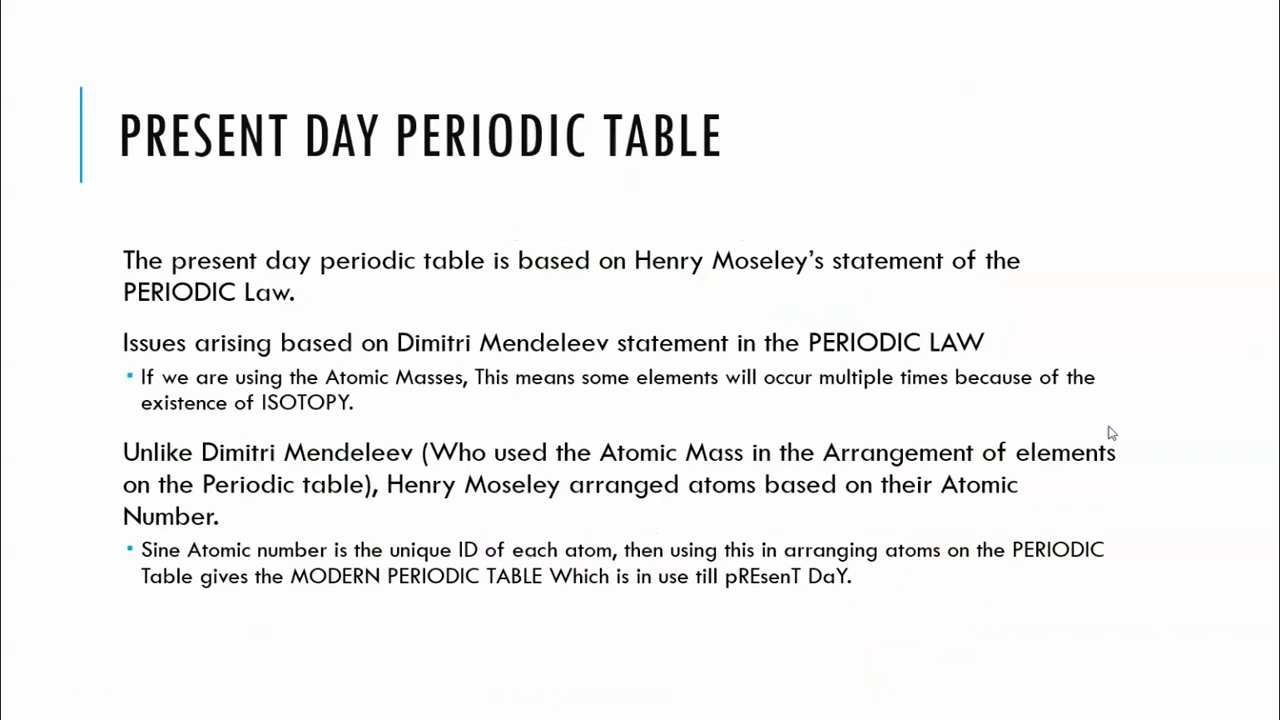 PRESENT DAY PERIODIC TABLE
The present day periodic table is based on Henry Moseley’s statement of the
PERIODIC Law.
Issues arising based on Dimitri Mendeleev statement in the PERIODIC LAW
▪ If we are using the Atomic Masses, This means some elements will occur multiple times because of the
existence of ISOTOPY.
Unlike Dimitri Mendeleev (Who used the Atomic Mass in the Arrangement of elements
on the Periodic table), Henry Moseley arranged atoms based on their Atomic
Number.
▪ Sine Atomic number is the unique ID of each atom, then using this in arranging atoms on the PERIODIC
Table gives the MODERN PERIODIC TABLE Which is in use till pREsenT DaY.